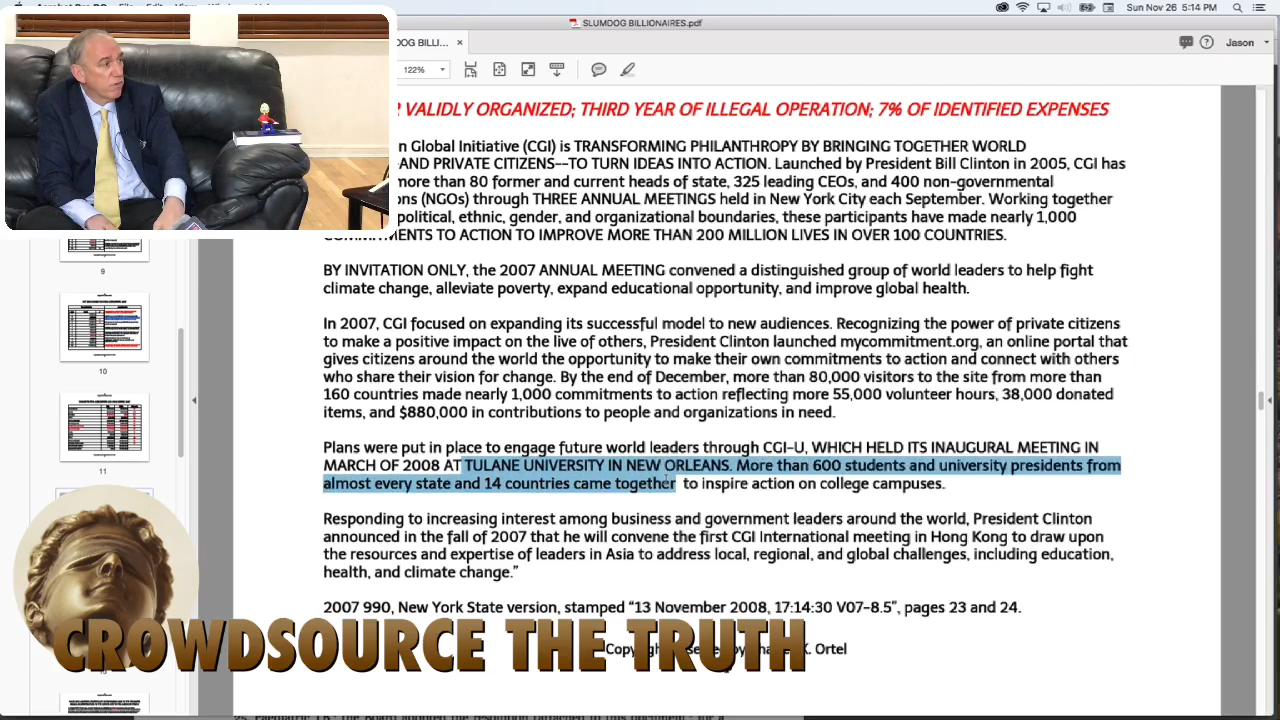 Sun Nov 26 5:14 PM
SLUMDOG BILLIONAIRES.pdf
OG BILLI... ×
Jason
122%
VALIDLY ORGANIZED; THIRD YEAR OF ILLEGAL OPERATION; 7% OF IDENTIFIED EXPENSES
n Global Initiative (CGI) is TRANSFORMING PHILANTHROPY BY BRINGING TOGETHER WORLD
AND PRIVATE CITIZENS--TO TURN IDEAS INTO ACTION. Launched by President Bill Clinton in 2005, CGI has
more than 80 former and current heads of state, 325 leading CEOs, and 400 non-governmental
ons (NGOs) through THREE ANNUAL MEETINGS held in New York City each September. Working together
political, ethnic, gender, and organizational boundaries, these participants have made nearly 1,000
COMMITMENTS TO ACTION TO IMPROVE MORE THAN 200 MILLION LIVES IN OVER 100 COUNTRIES.
BY INVITATION ONLY, the 2007 ANNUAL MEETING convened a distinguished group of world leaders to help fight
climate change, alleviate poverty, expand educational opportunity, and improve global health.
In 2007, CGI focused on expanding its successful model to new audiences. Recognizing the power of private citizens
to make a positive impact on the live of others, President Clinton launched mycommitment.org, an online portal that
gives citizens around the world the opportunity to make their own commitments to action and connect with others
who share their vision for change. By the end of December, more than 80,000 visitors to the site from more than
160 countries made nearly 1,000 commitments to action reflecting some 55,000 volunteer hours, 38,000 donated
items, and $880,000 in contributions to people and organizations in need.
Plans were put in place to engage future world leaders through CGI-U, WHICH HELD ITS INAUGURAL MEETING IN
MARCH OF 2008 AT TULANE UNIVERSITY IN NEW ORLEANS. More than 600 students and university presidents from
almost every state and 14 countries came together to inspire action on college campuses.
Responding to increasing interest among business and government leaders around the world, President Clinton
announced in the fall of 2007 that he will convene the first CGI International meeting in Hong Kong to draw upon
the resources and expertise of leaders in Asia to address local, regional, and global challenges, including education,
health, and climate change."
2007 990, New York State version, stamped "13 November 2008, 17:14:30 V07-8.5", pages 23 and 24.
Ortel
9
10
11
CROWDSOURCE THE TRUTH